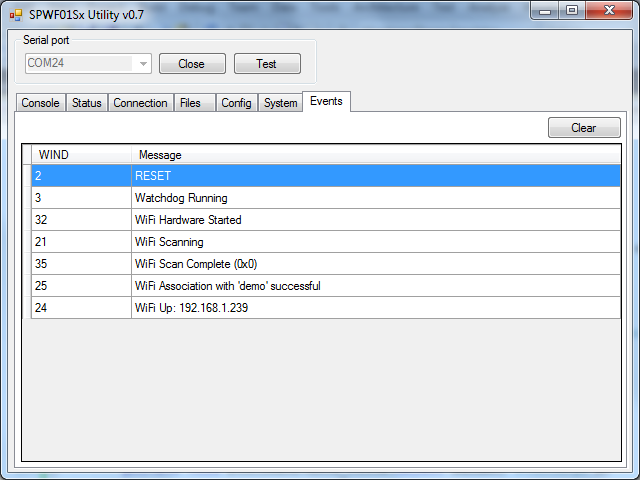 SPWF01Sx Utility v0.7
Serial port
COM24 Close Test
Console Status Connection Files Config System Events
Clear
WIND Message
2 RESET
3 Watchdog Running
32 WiFi Hardware Started
21 WiFi Scanning
35 WiFi Scan Complete (0x0)
25 WiFi Association with 'demo' successful
24 WiFi Up: 192.168.1.239